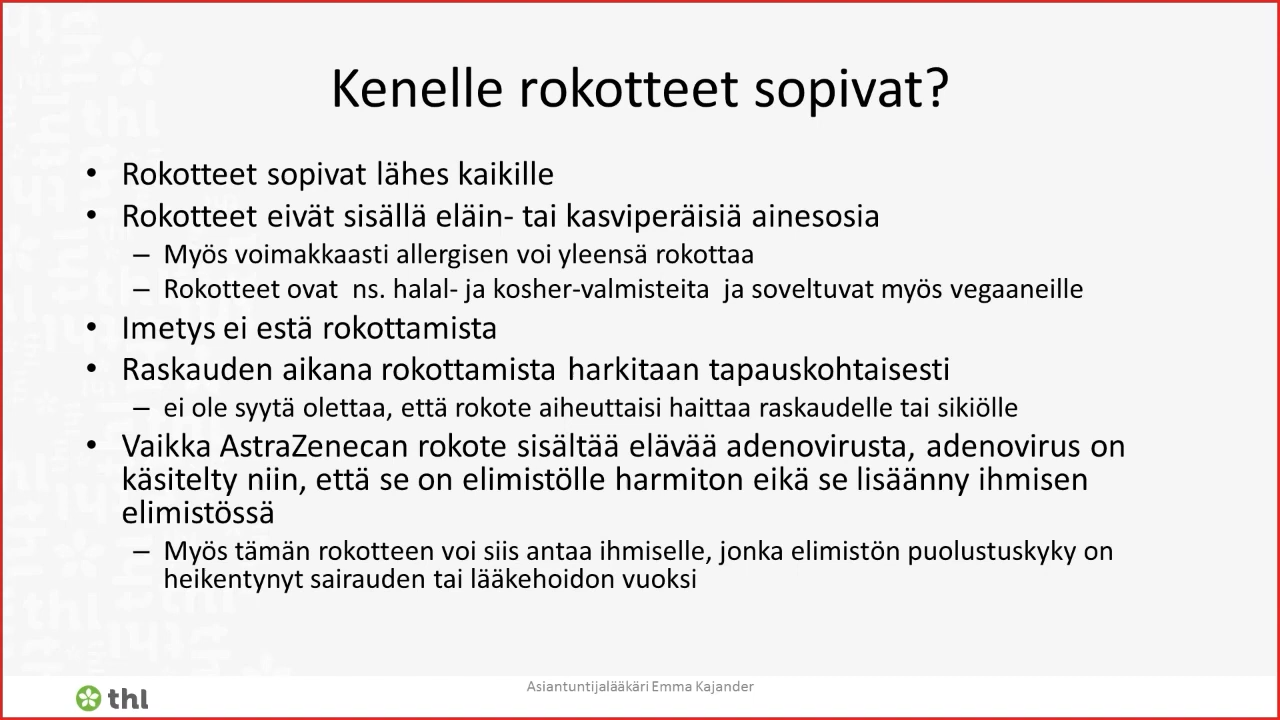 Kenelle rokotteet sopivat?
• Rokotteet sopivat lähes kaikille
• Rokotteet eivät sisällä eläin- tai kasviperäisiä ainesosia
– Myös voimakkaasti allergisen voi yleensä rokottaa
– Rokotteet ovat ns. halal- ja kosher-valmisteita ja soveltuvat myös vegaaneille
• Imetys ei estä rokottamista
• Raskauden aikana rokottamista harkitaan tapauskohtaisesti
– ei ole syytä olettaa, että rokote aiheuttaisi haittaa raskaudelle tai sikiölle
• Vaikka AstraZenecan rokote sisältää elävää adenovirusta, adenovirus on
käsitelty niin, että se on elimistölle harmiton eikä se lisäänny ihmisen
elimistössä
– Myös tämän rokotteen voi siis antaa ihmiselle, jonka elimistön puolustuskyky on
heikentynyt sairauden tai lääkehoidon vuoksi
Asiantuntijalääkäri Emma Kajander
thl